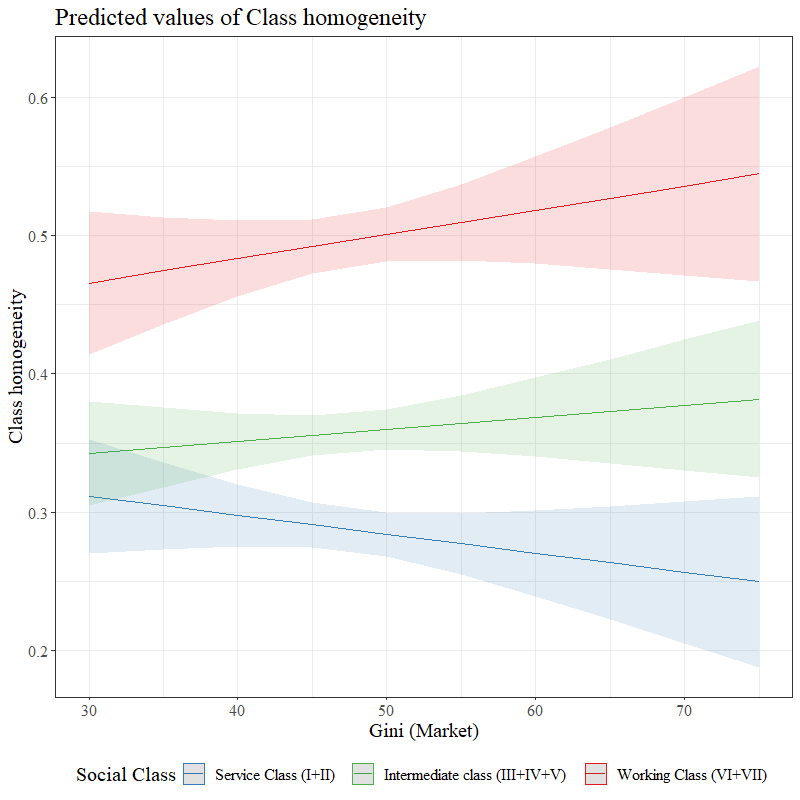 Predicted values of Class homogeneity
Class homogeneity
0.6
0.5
0.4
0.3
0.2
30 40 50 60 70
Gini (Market)
Social Class Service Class (I+II) Intermediate class (III+IV+V) Working Class (VI+VII)